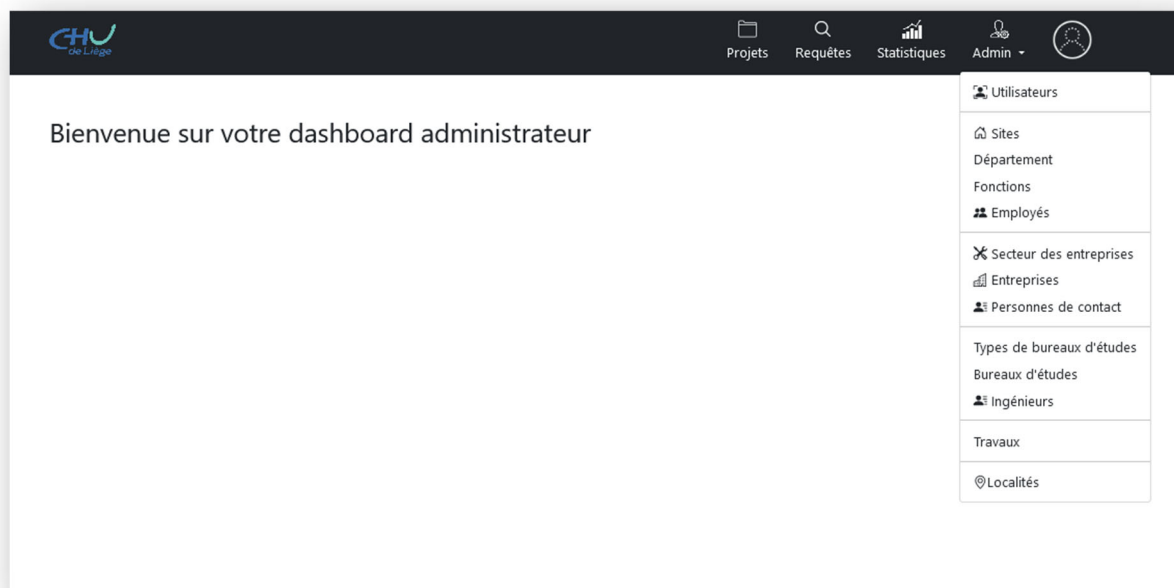 CHU
de Liège
Projets
Requêtes
Statistiques
Admin
Bienvenue sur votre dashboard administrateur
Utilisateurs
Sites
Département
Fonctions
Employés
Secteur des entreprises
Entreprises
Personnes de contact
Types de bureaux d'études
Bureaux d'études
Ingénieurs
Travaux
Localités